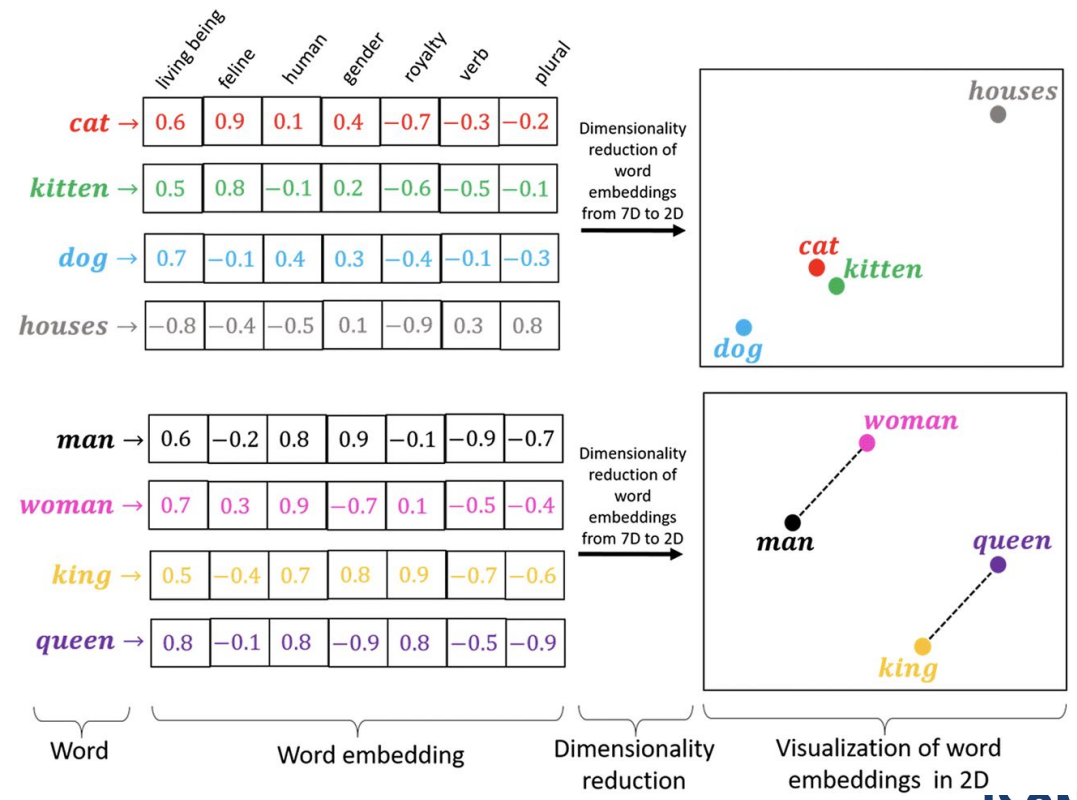 living being feline human gender royalty verb plural
cat → 0.6 0.9 0.1 0.4 −0.7 −0.3 −0.2
kitten → 0.5 0.8 −0.1 0.2 −0.6 −0.5 −0.1
dog → 0.7 −0.1 0.4 0.3 −0.4 −0.1 −0.3
houses → −0.8 −0.4 −0.5 0.1 −0.9 0.3 0.8
Dimensionality
reduction of
word
embeddings
from 7D to 2D
houses
cat
kitten
dog
man → 0.6 −0.2 0.8 0.9 −0.1 −0.9 −0.7
woman → 0.7 0.3 0.9 −0.7 0.1 −0.5 −0.4
king → 0.5 −0.4 0.7 0.8 0.9 −0.7 −0.6
queen → 0.8 −0.1 0.8 −0.9 0.8 −0.5 −0.9
Dimensionality
reduction of
word
embeddings
from 7D to 2D
woman
man
queen
king
Word
Word embedding
Dimensionality
reduction
Visualization of word
embeddings in 2D